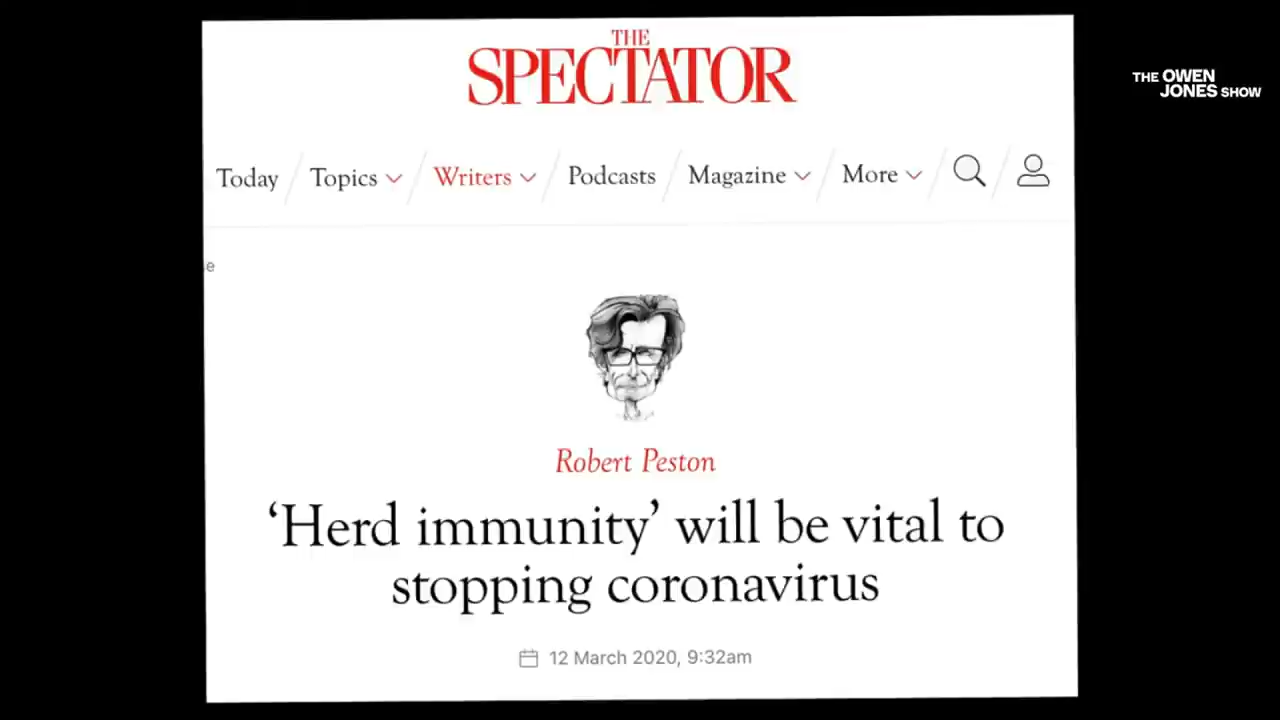 THE
SPECTATOR
THE OWEN
JONES SHOW
Today Topics Writers Podcasts Magazine More
e
Robert Peston
‘Herd immunity’ will be vital to
stopping coronavirus
12 March 2020, 9:32am